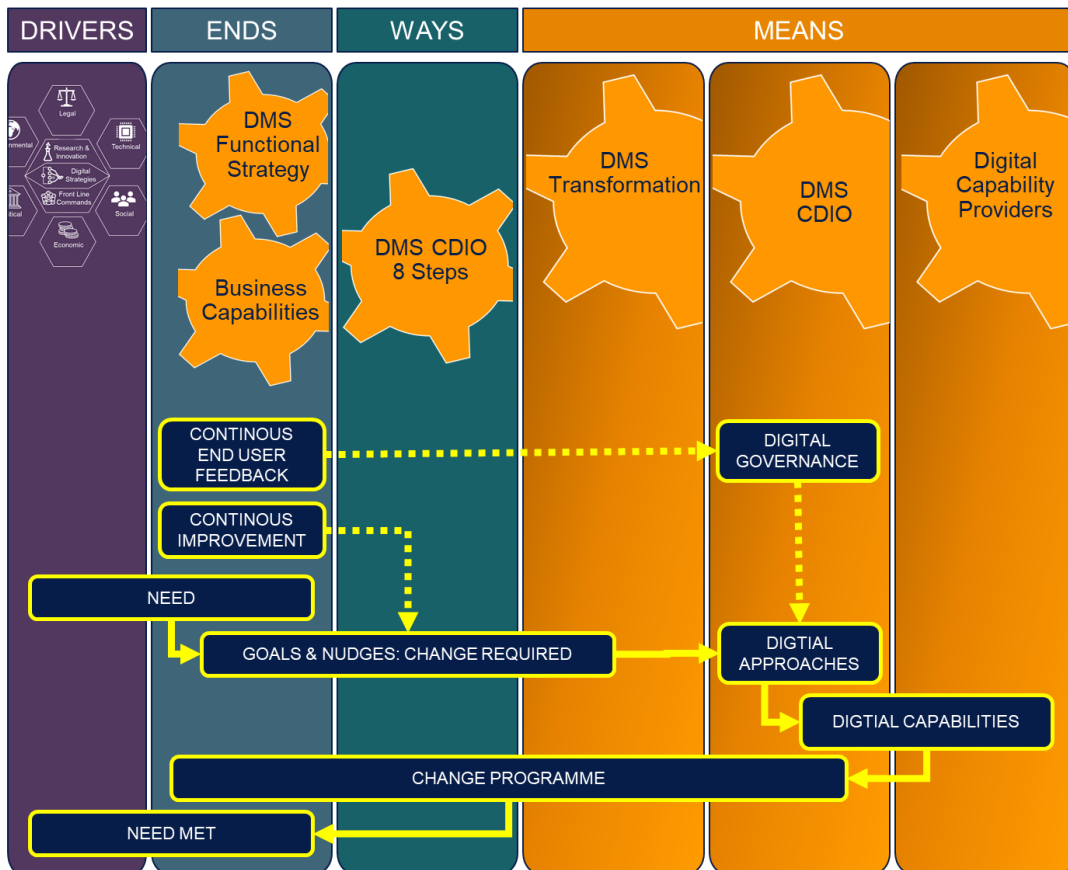 DRIVERS
ENDS
WAYS
MEANS
Legal
nmental
Technical
Research &
Innovation
Digital
Strategies
Front Line
Commands
itical
Social
Economic
DMS
Functional
Strategy
Business
Capabilities
DMS CDIO
8 Steps
DMS
Transformation
DMS
CDIO
Digital
Capability
Providers
CONTINOUS
END USER
FEEDBACK
DIGITAL
GOVERNANCE
CONTINOUS
IMPROVEMENT
NEED
GOALS & NUDGES: CHANGE REQUIRED
DIGTIAL
APPROACHES
DIGTIAL CAPABILITIES
CHANGE PROGRAMME
NEED MET